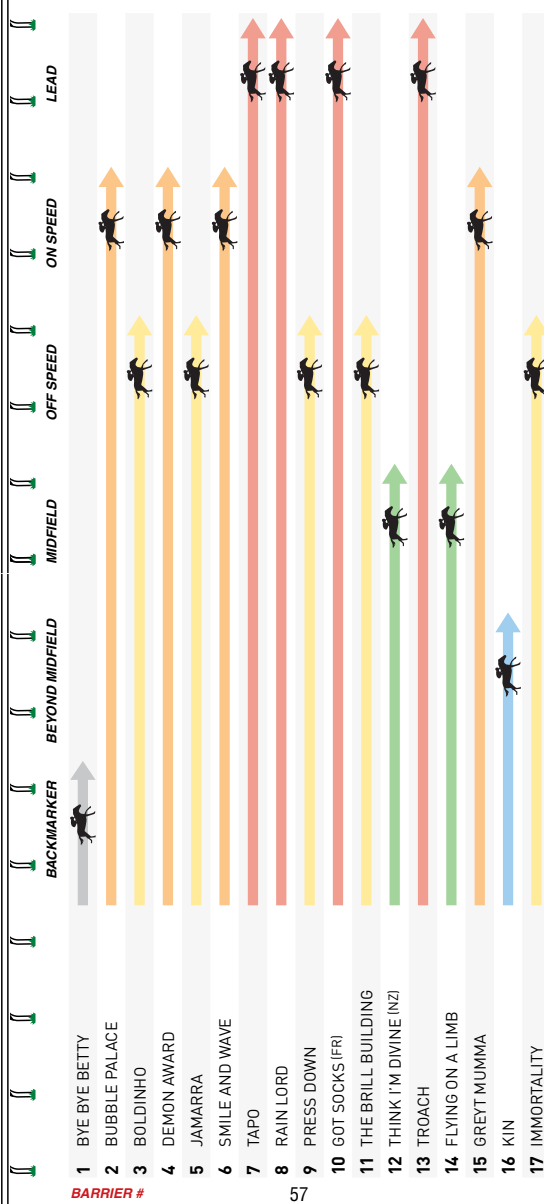 LEAD
ON SPEED
OFF SPEED
MIDFIELD
BEYOND MIDFIELD
BACKMARKER
1 BYE BYE BETTY
2 BUBBLE PALACE
3 BOLDINHO
4 DEMON AWARD
5 JAMARRA
6 SMILE AND WAVE
7 TAPO
8 RAIN LORD
9 PRESS DOWN
10 GOT SOCKS (FR)
11 THE BRILL BUILDING
12 THINK I'M DIVINE (NZ)
13 TROACH
14 FLYING ON A LIMB
15 GREYT MUMMA
16 KIN
17 IMMORTALITY
BARRIER #
57